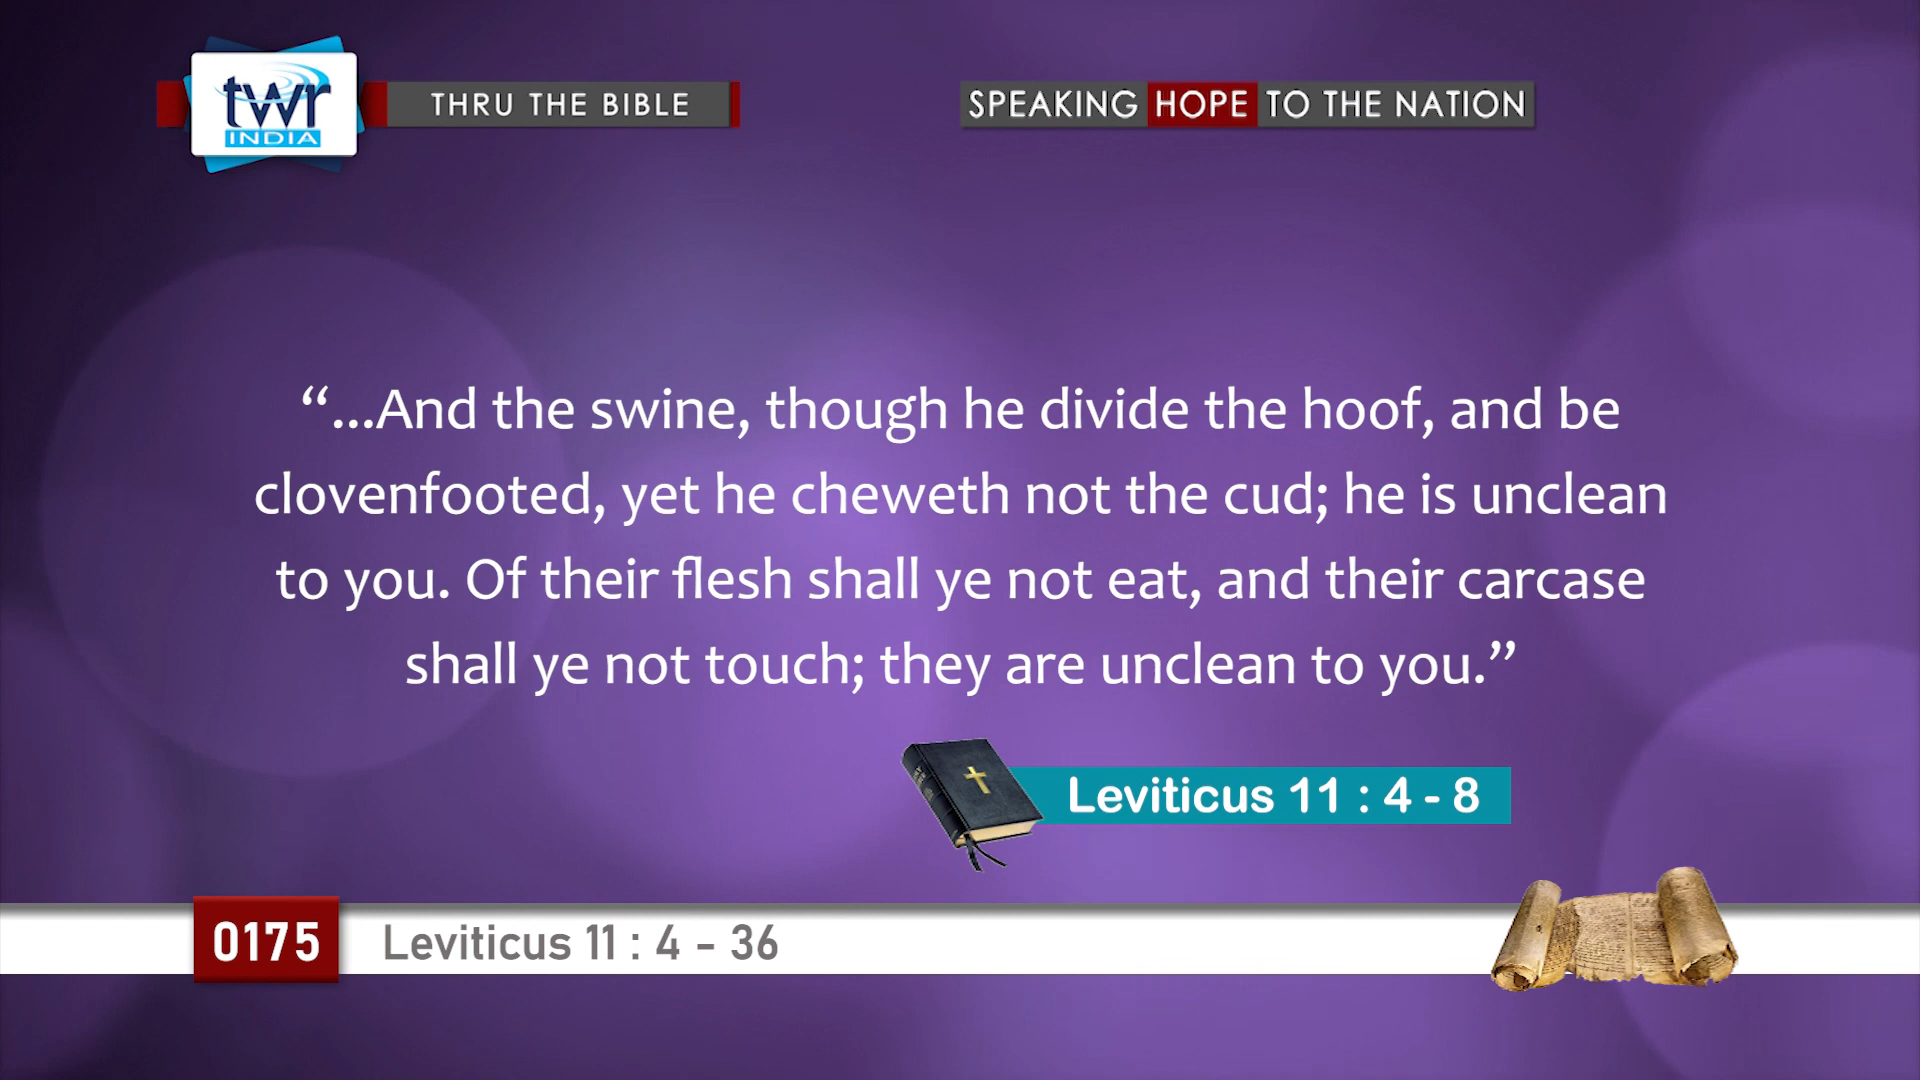 twr
INDIA
THRU THE BIBLE
SPEAKING HOPE TO THE NATION
“...And the swine, though he divide the hoof, and be
clovenfooted, yet he cheweth not the cud; he is unclean
to you. Of their flesh shall ye not eat, and their carcase
shall ye not touch; they are unclean to you.”
Leviticus 11 : 4 - 8
0175
Leviticus 11 : 4 - 36